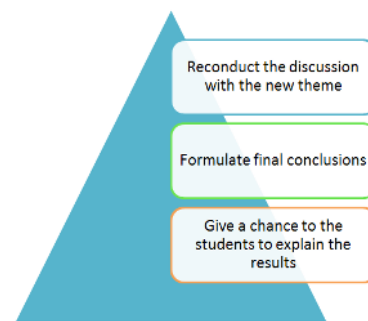 Reconduct the discussion
with the new theme
Formulate final conclusions
Give a chance to the
students to explain the
results